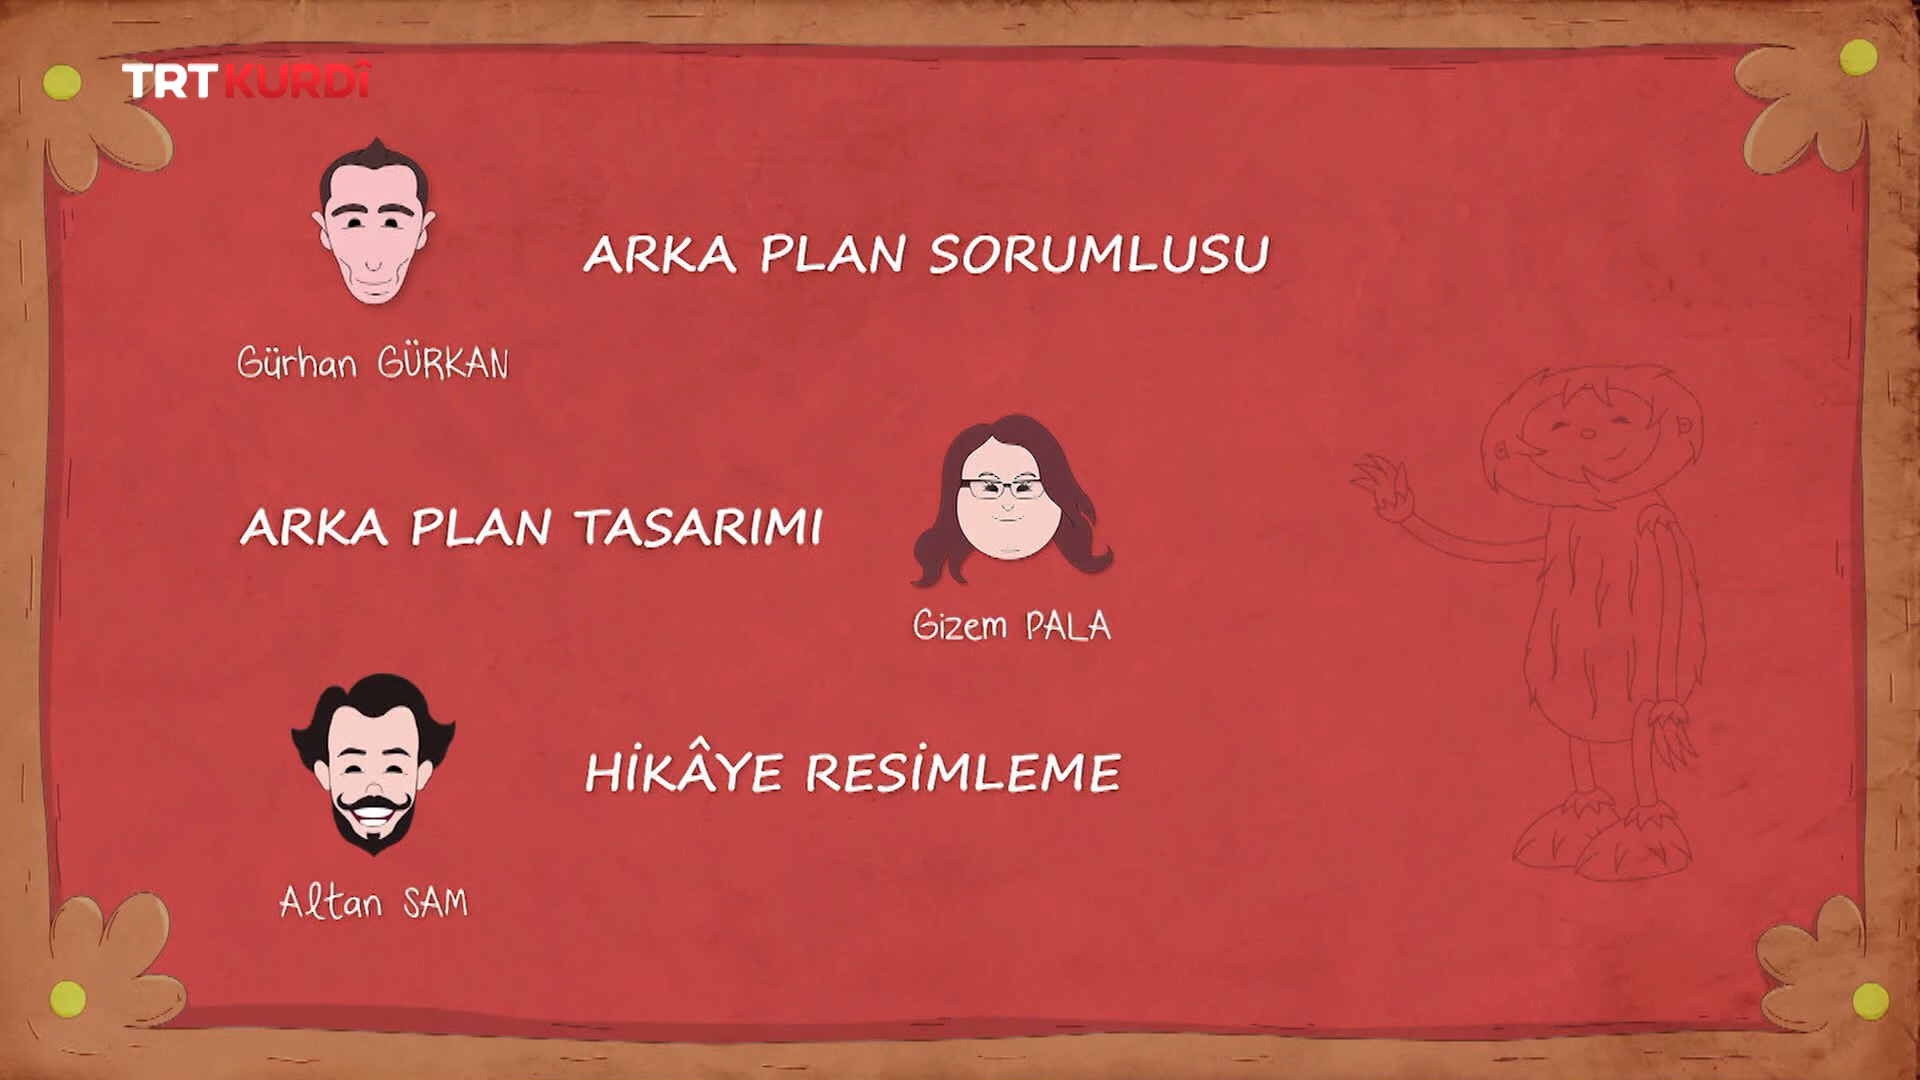 TRT KURDÎ
ARKA PLAN SORUMLUSU
Gürhan GÜRKAN
ARKA PLAN TASARIMI
Gizem PALA
HİKÂYE RESİMLEME
Altan SAM